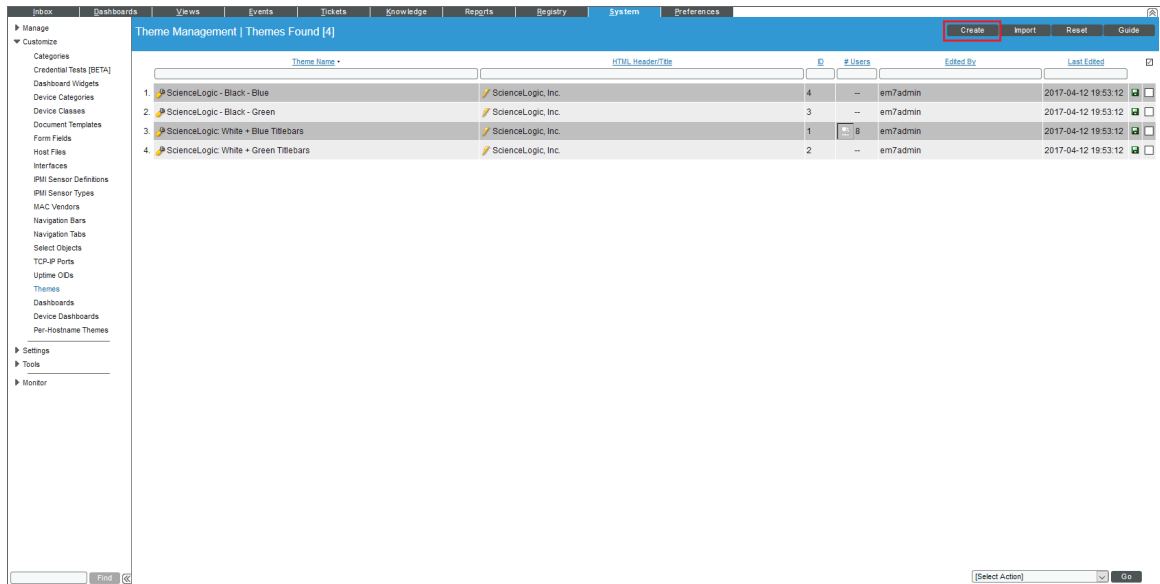 Inbox Dashboards Views Events Tickets Knowledge Reports Registry System Preferences
Manage
Customize
Categories
Credential Tests [BETA]
Dashboard Widgets
Device Categories
Device Classes
Document Templates
Form Fields
Host Files
Interfaces
IPMI Sensor Definitions
IPMI Sensor Types
MAC Vendors
Navigation Bars
Navigation Tabs
Select Objects
TCP-IP Ports
Uptime OIDs
Themes
Dashboards
Device Dashboards
Per-Hostname Themes
Settings
Tools
Monitor
Find
Theme Management | Themes Found [4]
Create Import Reset Guide
Theme Name • HTML Header/Title ID # Users Edited By Last Edited
1. ScienceLogic - Black - Blue ScienceLogic, Inc. 4 -- em7admin 2017-04-12 19:53:12
2. ScienceLogic - Black - Green ScienceLogic, Inc. 3 -- em7admin 2017-04-12 19:53:12
3. ScienceLogic: White + Blue Titlebars ScienceLogic, Inc. 1 8 em7admin 2017-04-12 19:53:12
4. ScienceLogic: White + Green Titlebars ScienceLogic, Inc. 2 -- em7admin 2017-04-12 19:53:12
[Select Action] Go